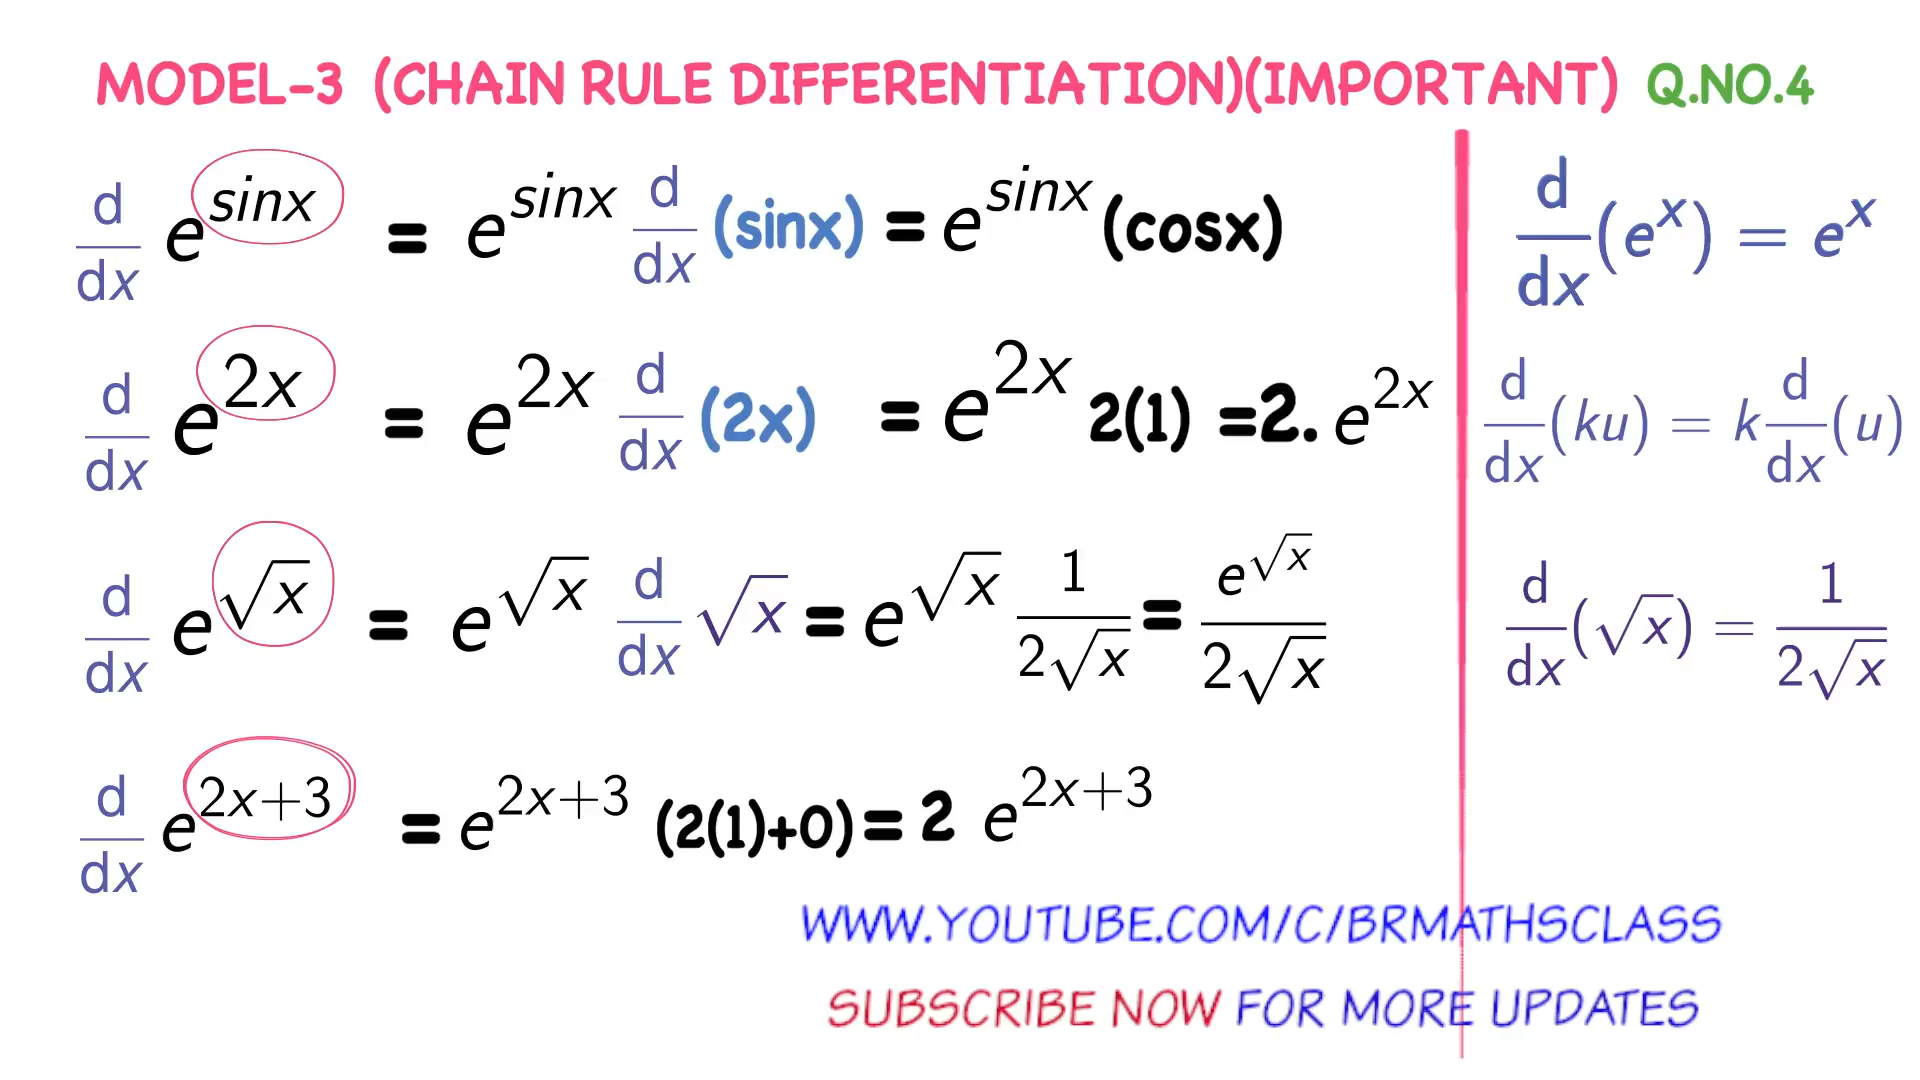 MODEL-3 (CHAIN RULE DIFFERENTIATION)(IMPORTANT) Q.NO.4
d/dx e^sinx = e^sinx d/dx (sinx) = e^sinx (cosx)
d/dx e^2x = e^2x d/dx (2x) = e^2x 2(1) =2. e^2x
d/dx e^√x = e^√x d/dx √x = e^√x 1/(2√x) = e^√x/(2√x)
d/dx e^(2x+3) = e^(2x+3) (2(1)+0) = 2 e^(2x+3)
d/dx (e^x) = e^x
d/dx (ku) = k d/dx (u)
d/dx (√x) = 1/(2√x)
WWW.YOUTUBE.COM/C/BRMATHSCLASS
SUBSCRIBE NOW FOR MORE UPDATES